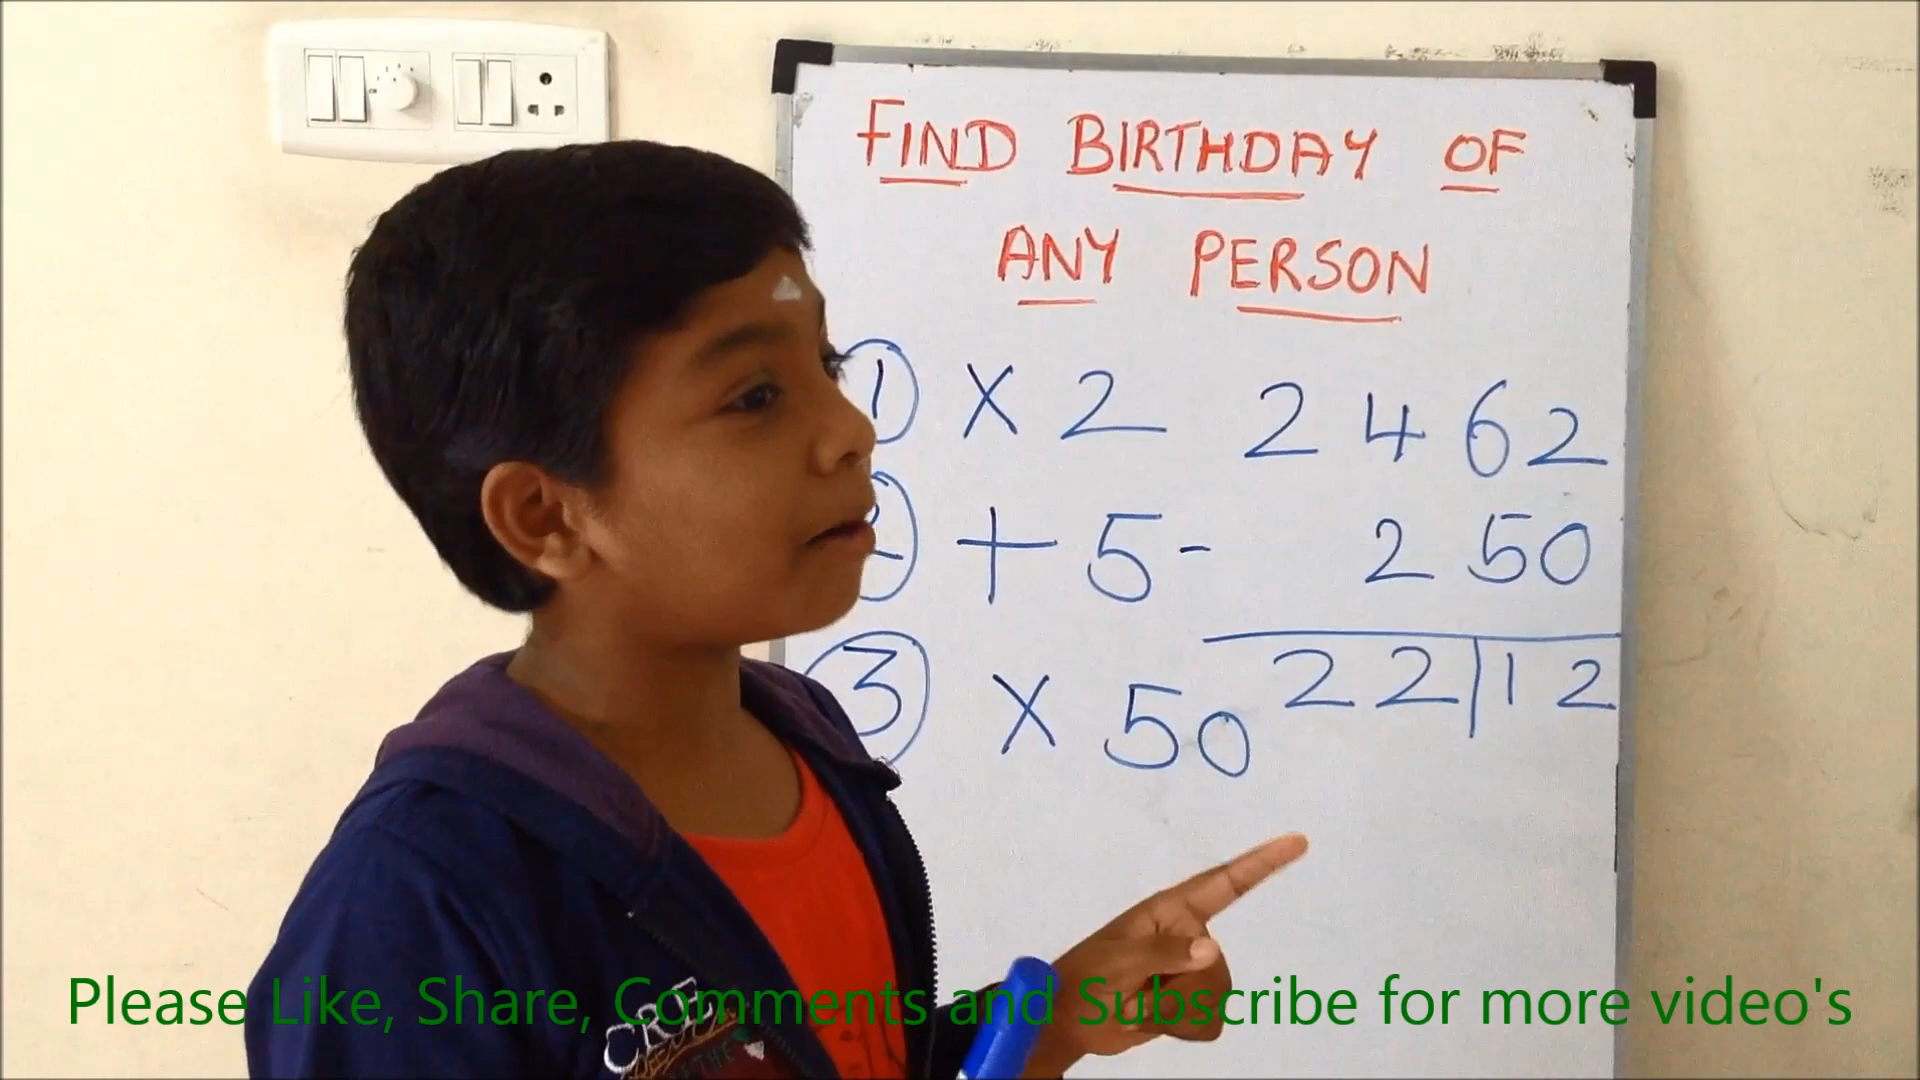 FIND BIRTHDAY OF
ANY PERSON
1 X 2 2462
2 + 5 - 250
3 X 50 22|12
Please Like, Share, Comments and Subscribe for more video's